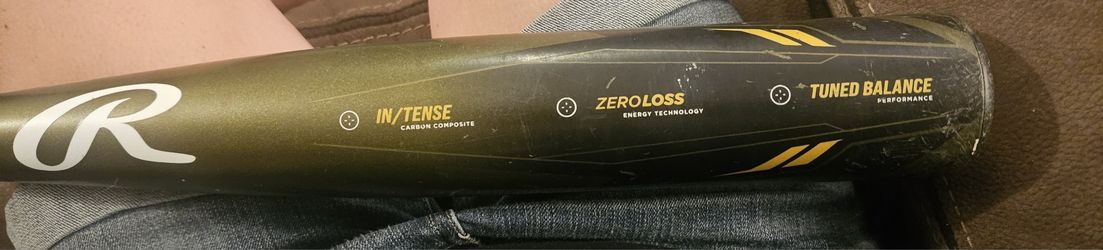 R
IN/TENSE
CARBON COMPOSITE
ZEROLOSS
ENERGY TECHNOLOGY
TUNED BALANCE
PERFORMANCE